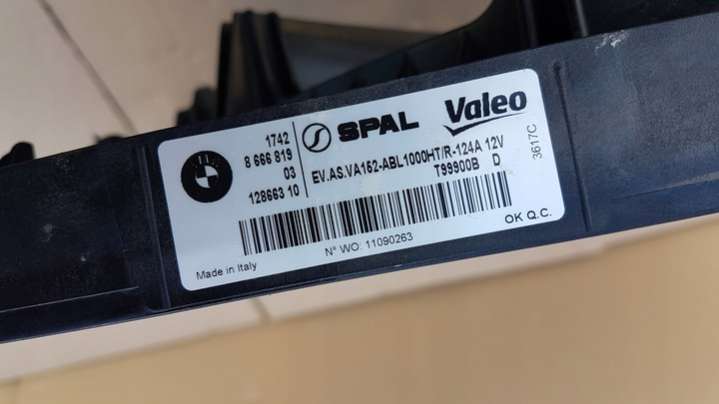 1742
8 666 819
03
128663 10
SPAL
Valeo
EV.AS.VA162-ABL1000HT/R-124A 12V
T99900B D
3617C
N° WO: 11090263
OK Q.C.
Made in Italy